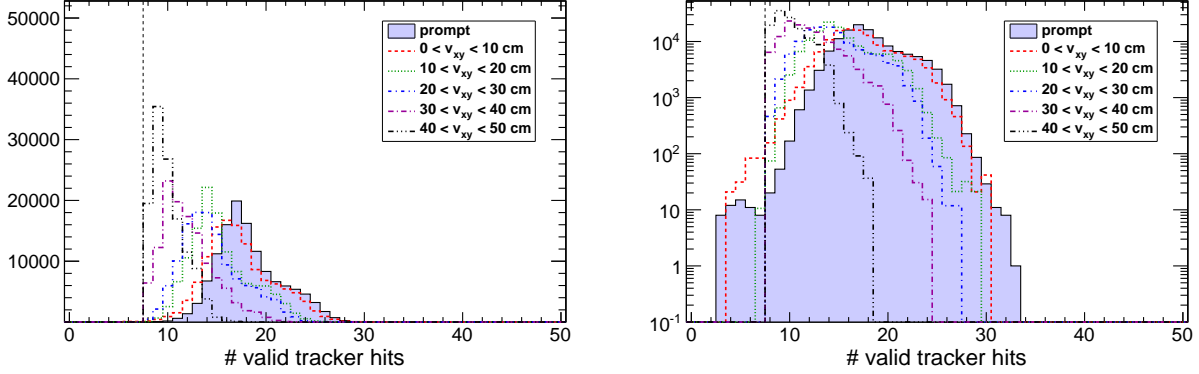 50000
40000
30000
20000
10000
0 10 20 30 40 50
# valid tracker hits
prompt
0 < v_xy < 10 cm
10 < v_xy < 20 cm
20 < v_xy < 30 cm
30 < v_xy < 40 cm
40 < v_xy < 50 cm
10^4
10^3
10^2
10
1
10^-1
0 10 20 30 40 50
# valid tracker hits
prompt
0 < v_xy < 10 cm
10 < v_xy < 20 cm
20 < v_xy < 30 cm
30 < v_xy < 40 cm
40 < v_xy < 50 cm